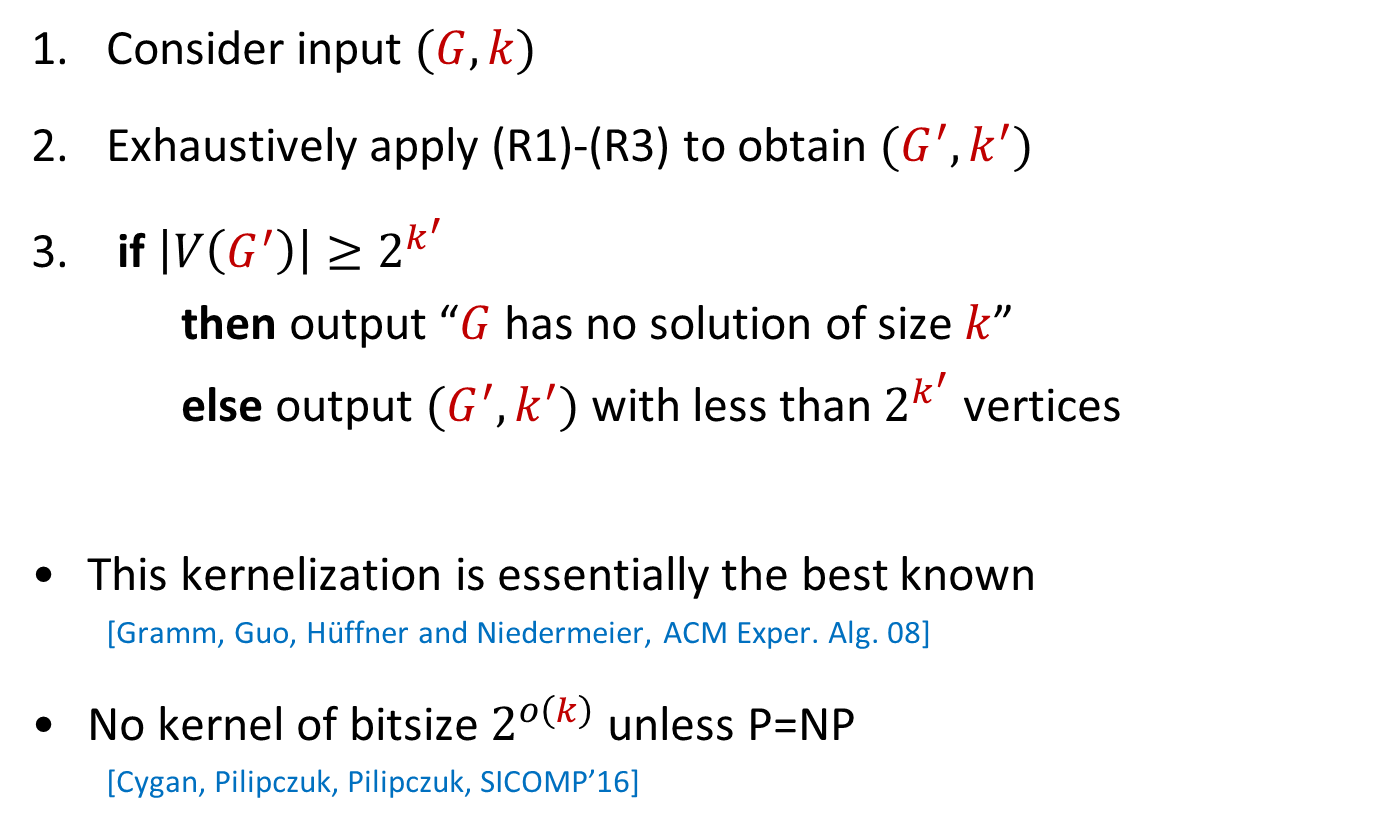 1. Consider input (G, k)
2. Exhaustively apply (R1)-(R3) to obtain (G′, k′)
3. if |V(G′)| ≥ 2^{k′}
then output “G has no solution of size k”
else output (G′, k′) with less than 2^{k′} vertices
• This kernelization is essentially the best known
[Gramm, Guo, Hüffner and Niedermeier, ACM Exper. Alg. 08]
• No kernel of bitsize 2^{o(k)} unless P=NP
[Cygan, Pilipczuk, Pilipczuk, SICOMP’16]